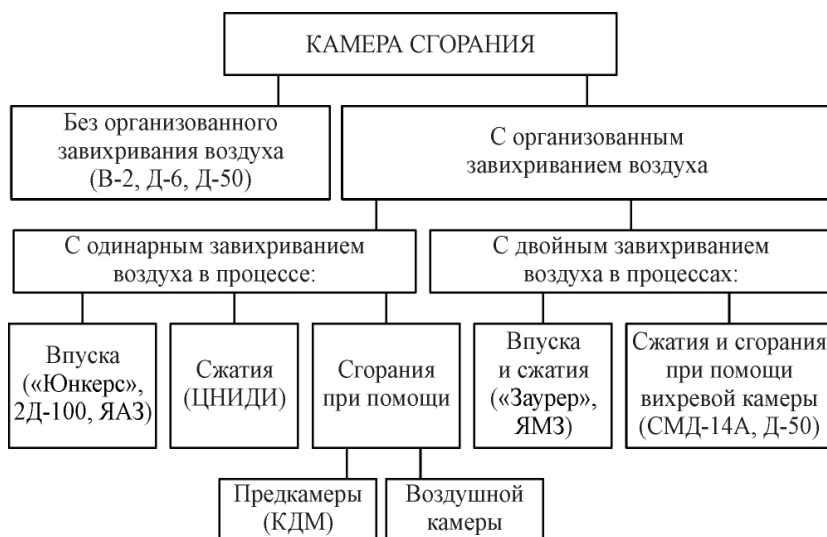 КАМЕРА СГОРАНИЯ
Без организованного
завихривания воздуха
(В-2, Д-6, Д-50)
С организованным
завихриванием воздуха
С одинарным завихриванием
воздуха в процессе:
С двойным завихриванием
воздуха в процессах:
Впуска
(«Юнкерс»,
2Д-100, ЯАЗ)
Сжатия
(ЦНИДИ)
Сгорания
при помощи
Впуска
и сжатия
(«Заурер»,
ЯМЗ)
Сжатия и сгорания
при помощи
вихревой камеры
(СМД-14А, Д-50)
Предкамеры
(КДМ)
Воздушной
камеры